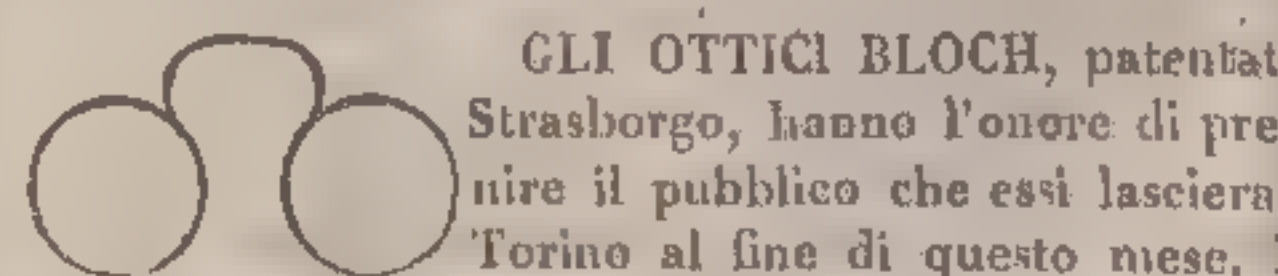 GLI OTTICI BLOCH, patentat
Strasborgo, hanno l'onore di pre
nire il pubblico che essi lasciera
Torino al fine di questo mese.